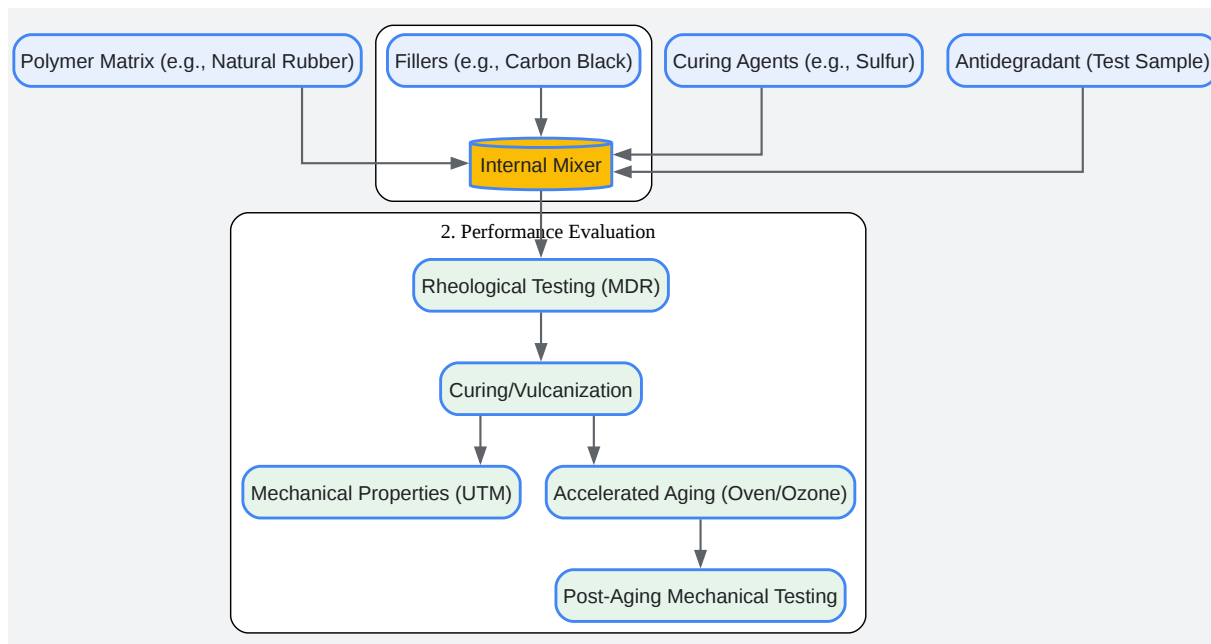 Polymer Matrix (e.g., Natural Rubber)
Fillers (e.g., Carbon Black)
Curing Agents (e.g., Sulfur)
Antidegradant (Test Sample)
Internal Mixer
2. Performance Evaluation
Rheological Testing (MDR)
Curing/Vulcanization
Mechanical Properties (UTM)
Accelerated Aging (Oven/Ozone)
Post-Aging Mechanical Testing